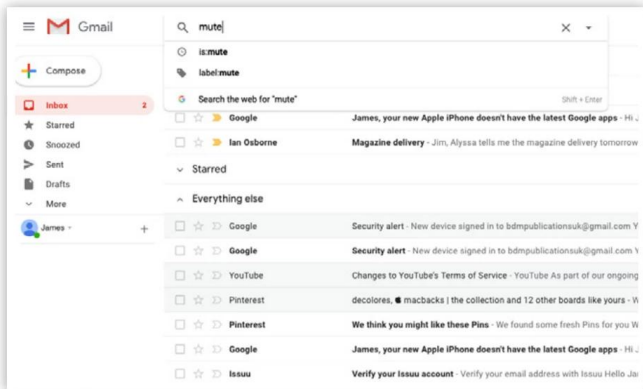 Gmail
mute
is:mute
Compose
label:mute
Search the web for "mute" Shift + Enter
Inbox 2
Google James, your new Apple iPhone doesn't have the latest Google apps - Hi J
Starred
Ian Osborne Magazine delivery - Jim, Alyssa tells me the magazine delivery tomorrow
Snoozed
Sent
Starred
Drafts
More
Everything else
James
Google Security alert - New device signed in to bdmpublicationsuk@gmail.com Y
Google Security alert - New device signed in to bdmpublicationsuk@gmail.com Y
YouTube Changes to YouTube's Terms of Service - YouTube As part of our ongoing
Pinterest decolores, macbacks | the collection and 12 other boards like yours - W
Pinterest We think you might like these Pins - We found some fresh Pins for you W
Google James, your new Apple iPhone doesn't have the latest Google apps - Hi J
Issuu Verify your Issuu account - Verify your email address with Issuu Hello Ja